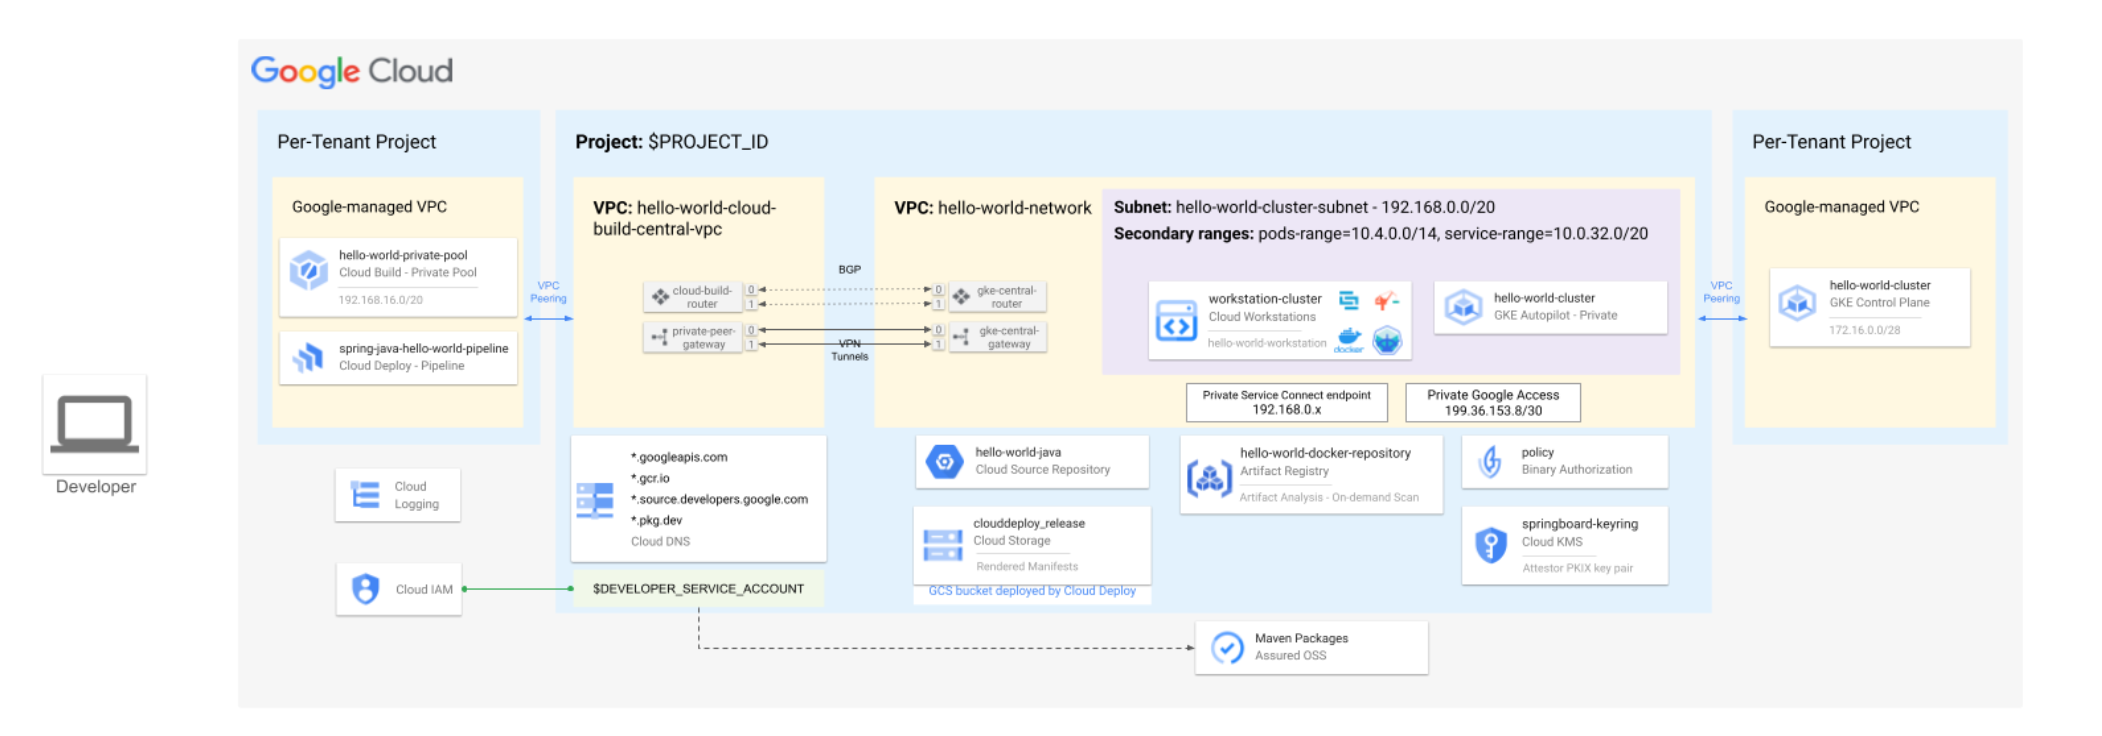 Google Cloud
Per-Tenant Project
Google-managed VPC
hello-world-private-pool
Cloud Build - Private Pool
192.168.16.0/20
spring-java-hello-world-pipeline
Cloud Deploy - Pipeline
VPC
Peering
Project: $PROJECT_ID
VPC: hello-world-cloud-
build-central-vpc
cloud-build-
router
0
1
private-peer-
gateway
0
1
BGP
VPN
Tunnels
VPC: hello-world-network
0
1
gke-central-
router
0
1
gke-central-
gateway
Subnet: hello-world-cluster-subnet - 192.168.0.0/20
Secondary ranges: pods-range=10.4.0.0/14, service-range=10.0.32.0/20
workstation-cluster
Cloud Workstations
hello-world-workstation
docker
hello-world-cluster
GKE Autopilot - Private
Private Service Connect endpoint
192.168.0.x
Private Google Access
199.36.153.8/30
VPC
Peering
Per-Tenant Project
Google-managed VPC
hello-world-cluster
GKE Control Plane
172.16.0.0/28
Developer
Cloud
Logging
Cloud IAM
*.googleapis.com
*.gcr.io
*.source.developers.google.com
*.pkg.dev
Cloud DNS
$DEVELOPER_SERVICE_ACCOUNT
hello-world-java
Cloud Source Repository
clouddeploy_release
Cloud Storage
Rendered Manifests
GCS bucket deployed by Cloud Deploy
hello-world-docker-repository
Artifact Registry
Artifact Analysis - On-demand Scan
policy
Binary Authorization
springboard-keyring
Cloud KMS
Attestor PKIX key pair
Maven Packages
Assured OSS